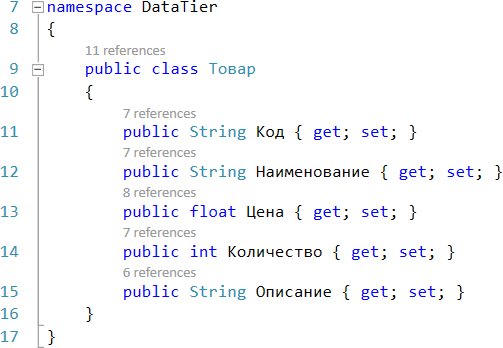 7 namespace DataTier
8 {
11 references
9 public class Товар
10 {
7 references
11 public String Код { get; set; }
7 references
12 public String Наименование { get; set; }
8 references
13 public float Цена { get; set; }
7 references
14 public int Количество { get; set; }
6 references
15 public String Описание { get; set; }
16 }
17 }